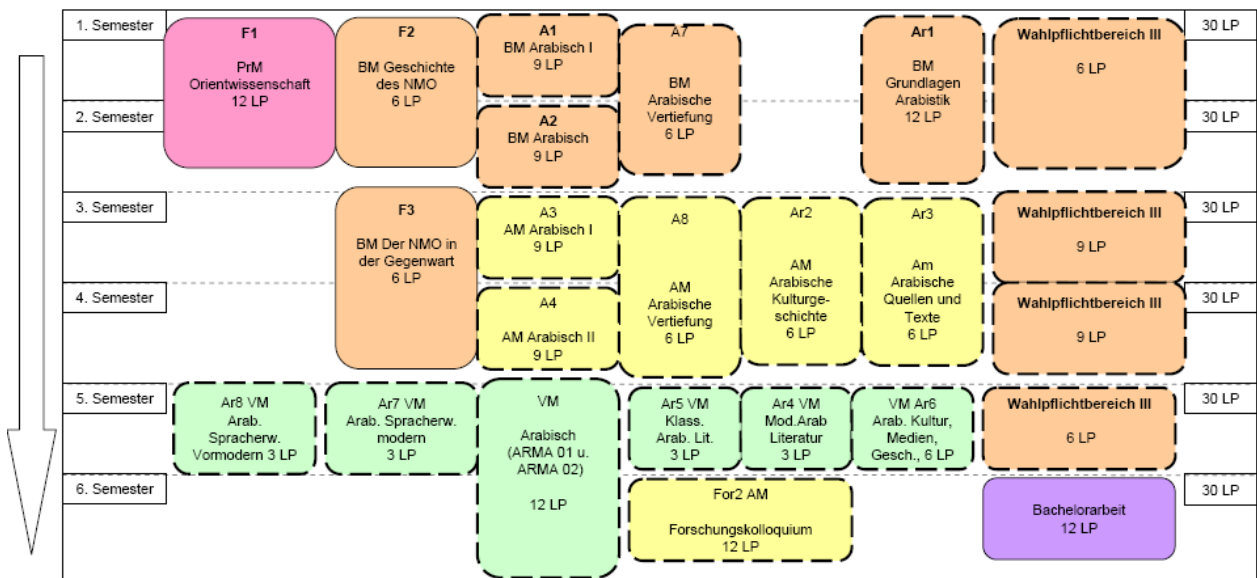 1. Semester
F1
PrM
Orientwissenschaft
12 LP
F2
BM Geschichte
des NMO
6 LP
A1
BM Arabisch I
9 LP
A7
BM
Arabische
Vertiefung
6 LP
Ar1
BM
Grundlagen
Arabistik
12 LP
Wahlpflichtbereich III
6 LP
30 LP
2. Semester
A2
BM Arabisch
9 LP
30 LP
3. Semester
F3
BM Der NMO in
der Gegenwart
6 LP
A3
AM Arabisch I
9 LP
A8
AM
Arabische
Vertiefung
6 LP
Ar2
AM
Arabische
Kulturge-
schichte
6 LP
Ar3
Am
Arabische
Quellen und
Texte
6 LP
Wahlpflichtbereich III
9 LP
30 LP
4. Semester
A4
AM Arabisch II
9 LP
Wahlpflichtbereich III
9 LP
30 LP
5. Semester
Ar8 VM
Arab.
Spracherw.
Vormodern 3 LP
Ar7 VM
Arab. Spracherw.
modern
3 LP
VM
Arabisch
(ARMA 01 u.
ARMA 02)
12 LP
Ar5 VM
Klass.
Arab. Lit.
3 LP
Ar4 VM
Mod.Arab
Literatur
3 LP
VM Ar6
Arab. Kultur,
Medien,
Gesch., 6 LP
Wahlpflichtbereich III
6 LP
30 LP
6. Semester
For2 AM
Forschungskolloquium
12 LP
Bachelorarbeit
12 LP
30 LP